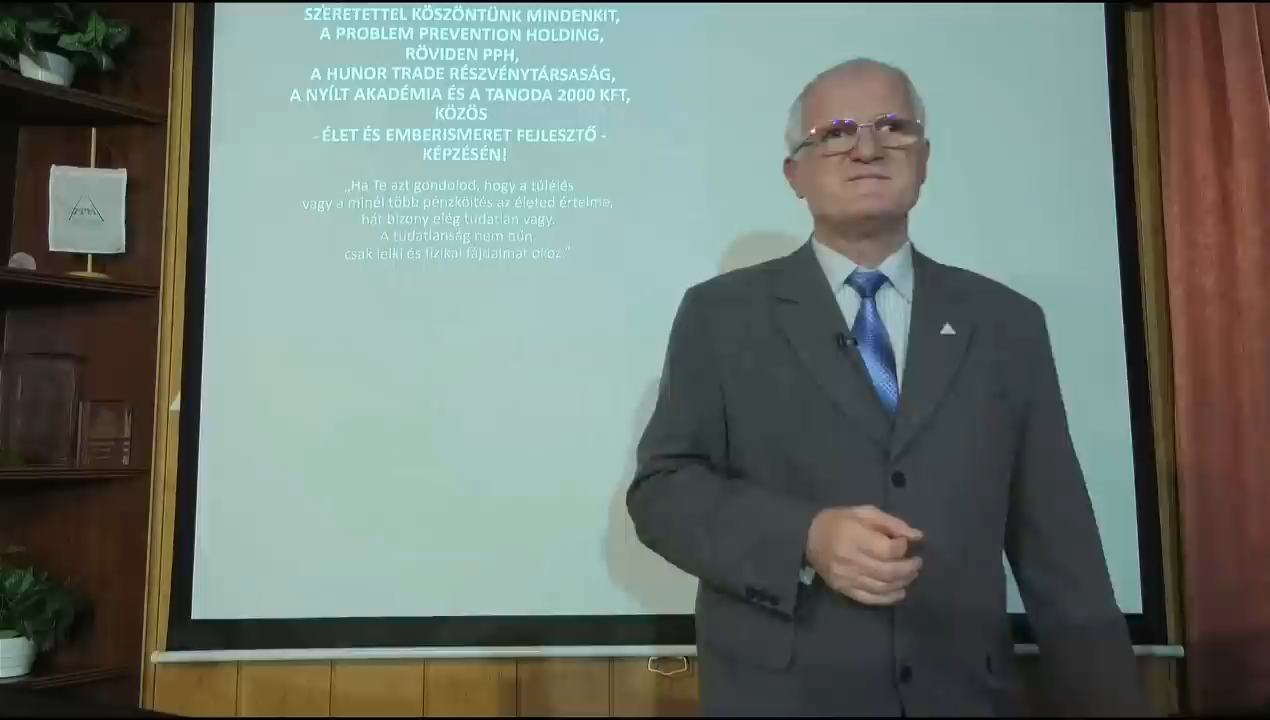 SZERETETTEL KÖSZÖNTÜNK MINDENKIT,
A PROBLEM PREVENTION HOLDING,
RÖVIDEN PPH,
A HUNOR TRADE RÉSZVÉNYTÁRSASÁG,
A NYÍLT AKADÉMIA ÉS A TANODA 2000 KFT,
KÖZÖS
- ÉLET ÉS EMBERISMERET FEJLESZTŐ -
KÉPZÉSÉN!
„Ha Te azt gondolod, hogy a túlélés
vagy a minél több pénzköltés az életed értelme,
hát bizony elég tudatlan vagy.
A tudatlanság nem bűn,
csak lelki és fizikai fájdalmat okoz."